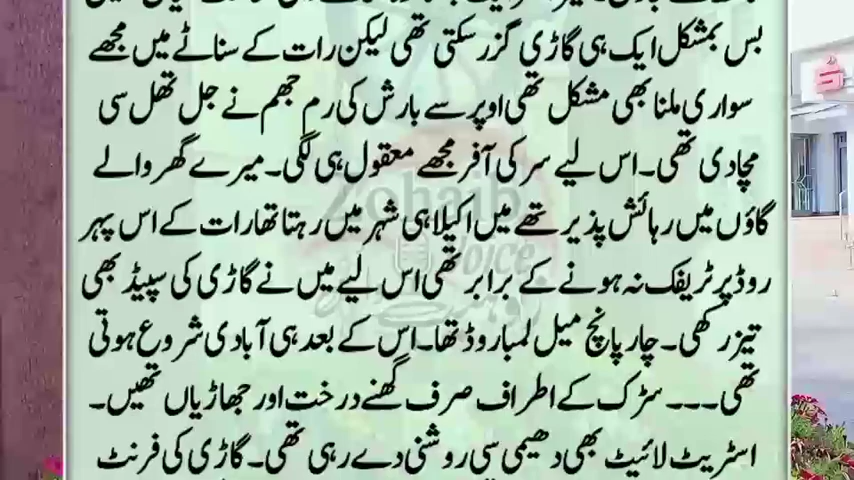 بس بمشکل ایک ہی گاڑی گزر سکتی تھی لیکن رات کے سناٹے میں مجھے
سواری ملنا بھی مشکل تھی اوپر سے بارش کی رم جھم نے جل تھل سی
مچا دی تھی۔ اس لیے سر کی آفر مجھے معقول ہی لگی۔ میرے گھر والے
گاؤں میں رہائش پذیر تھے میں اکیلا ہی شہر میں رہتا تھا رات کے اس پہر
روڈ پر ٹریفک نہ ہونے کے برابر تھی اس لیے میں نے گاڑی کی سپیڈ بھی
تیز رکھی۔ چار پانچ میل لمبا روڈ تھا۔ اس کے بعد ہی آبادی شروع ہوتی
تھی۔۔۔ سڑک کے اطراف صرف گھنے درخت اور جھاڑیاں تھیں۔
اسٹریٹ لائیٹ بھی دھیمی سی روشنی دے رہی تھی۔ گاڑی کی فرنٹ
Zohaib
Voice